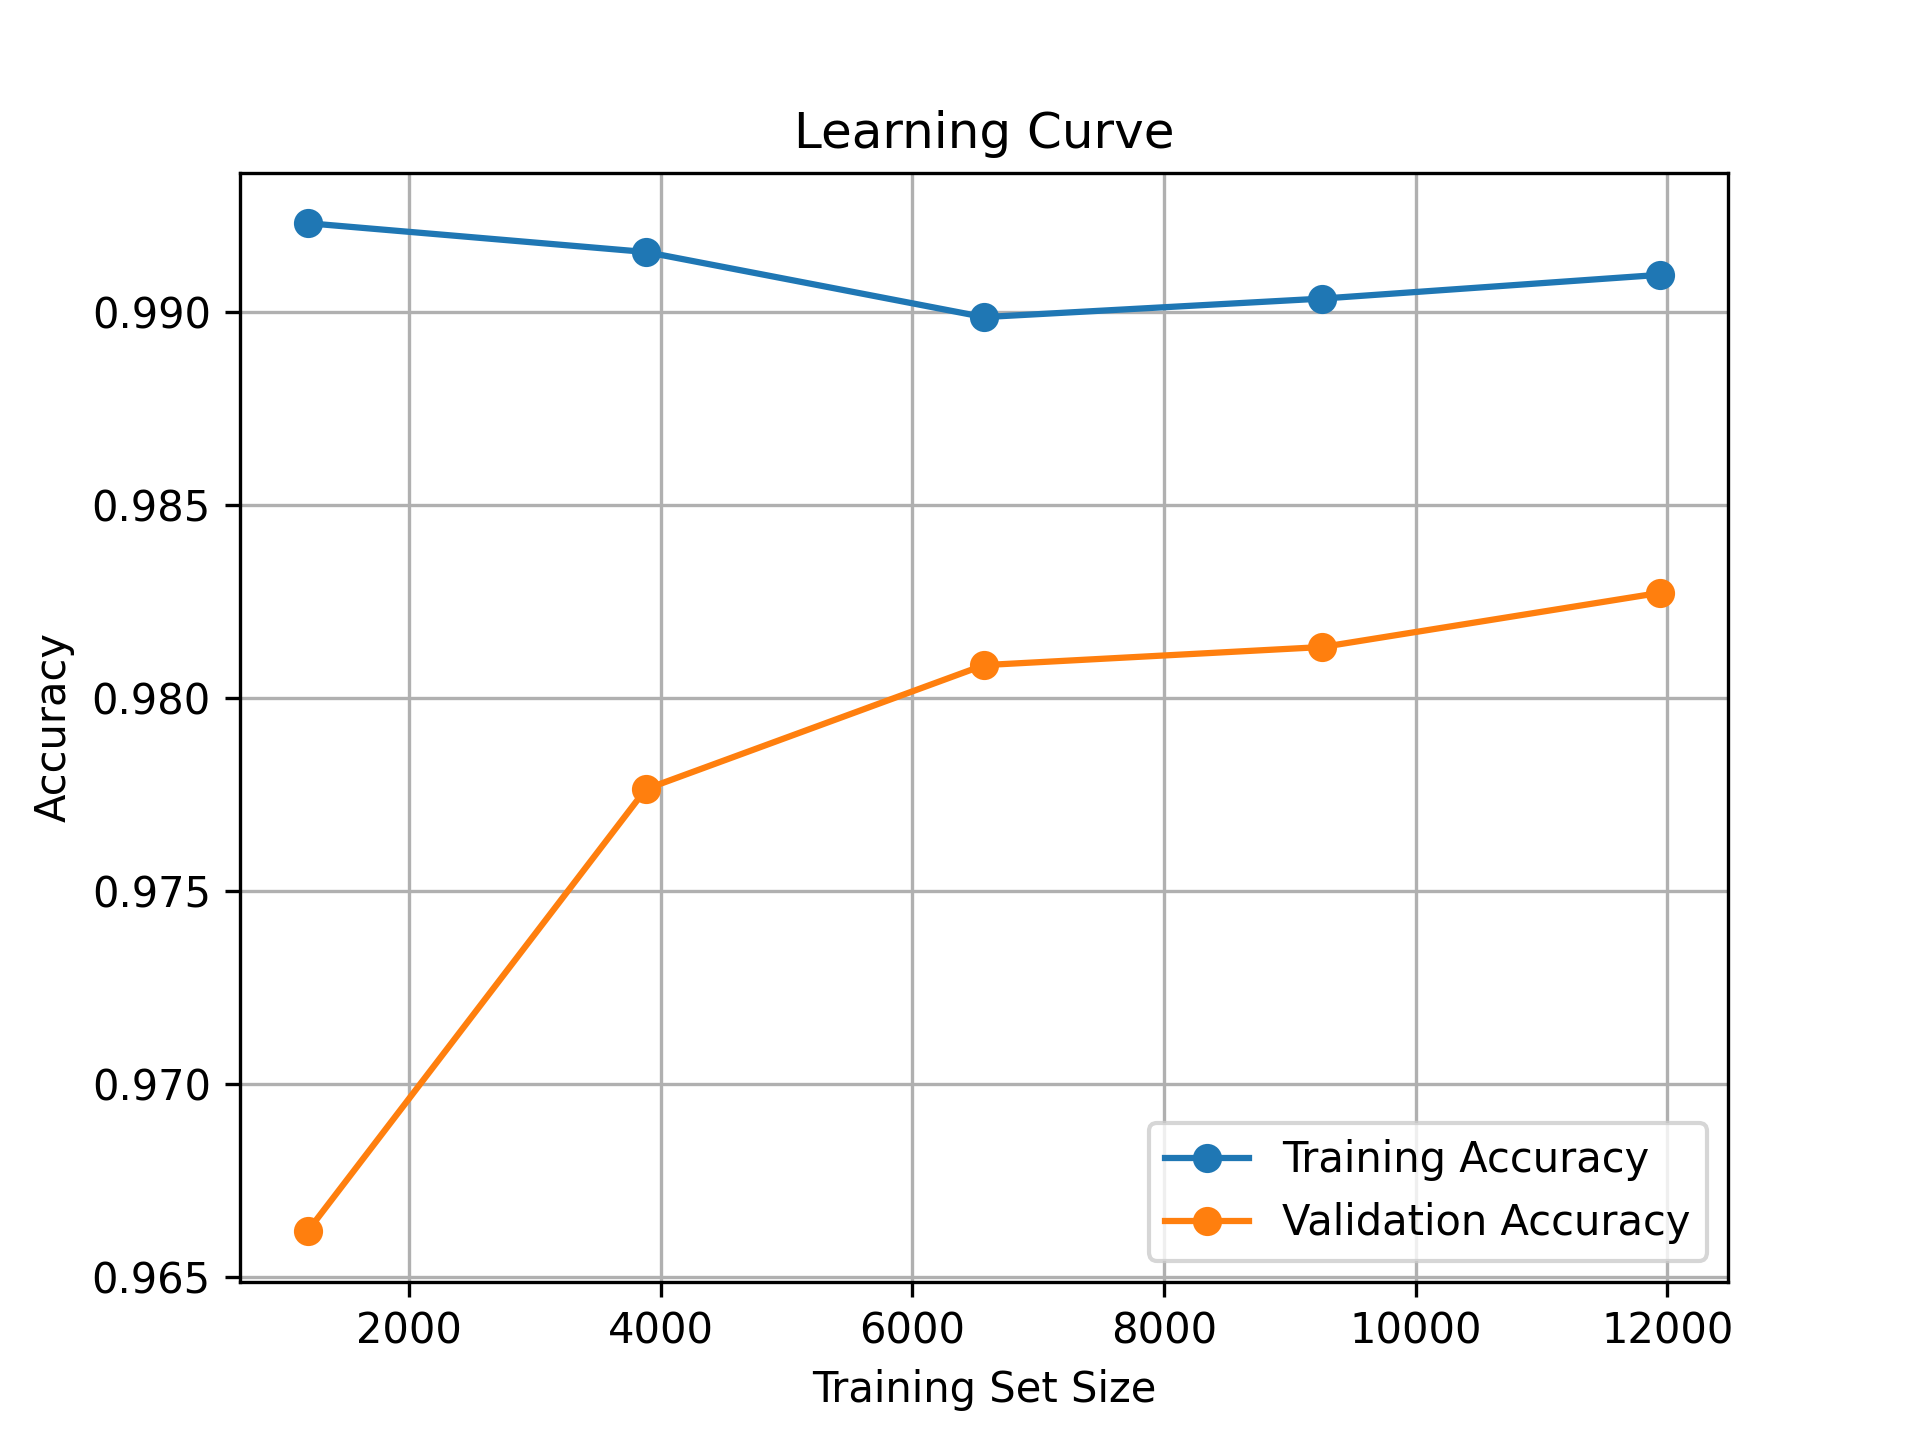 Learning Curve
0.990
0.985
0.980
0.975
0.970
0.965
Accuracy
Training Accuracy
Validation Accuracy
2000 4000 6000 8000 10000 12000
Training Set Size